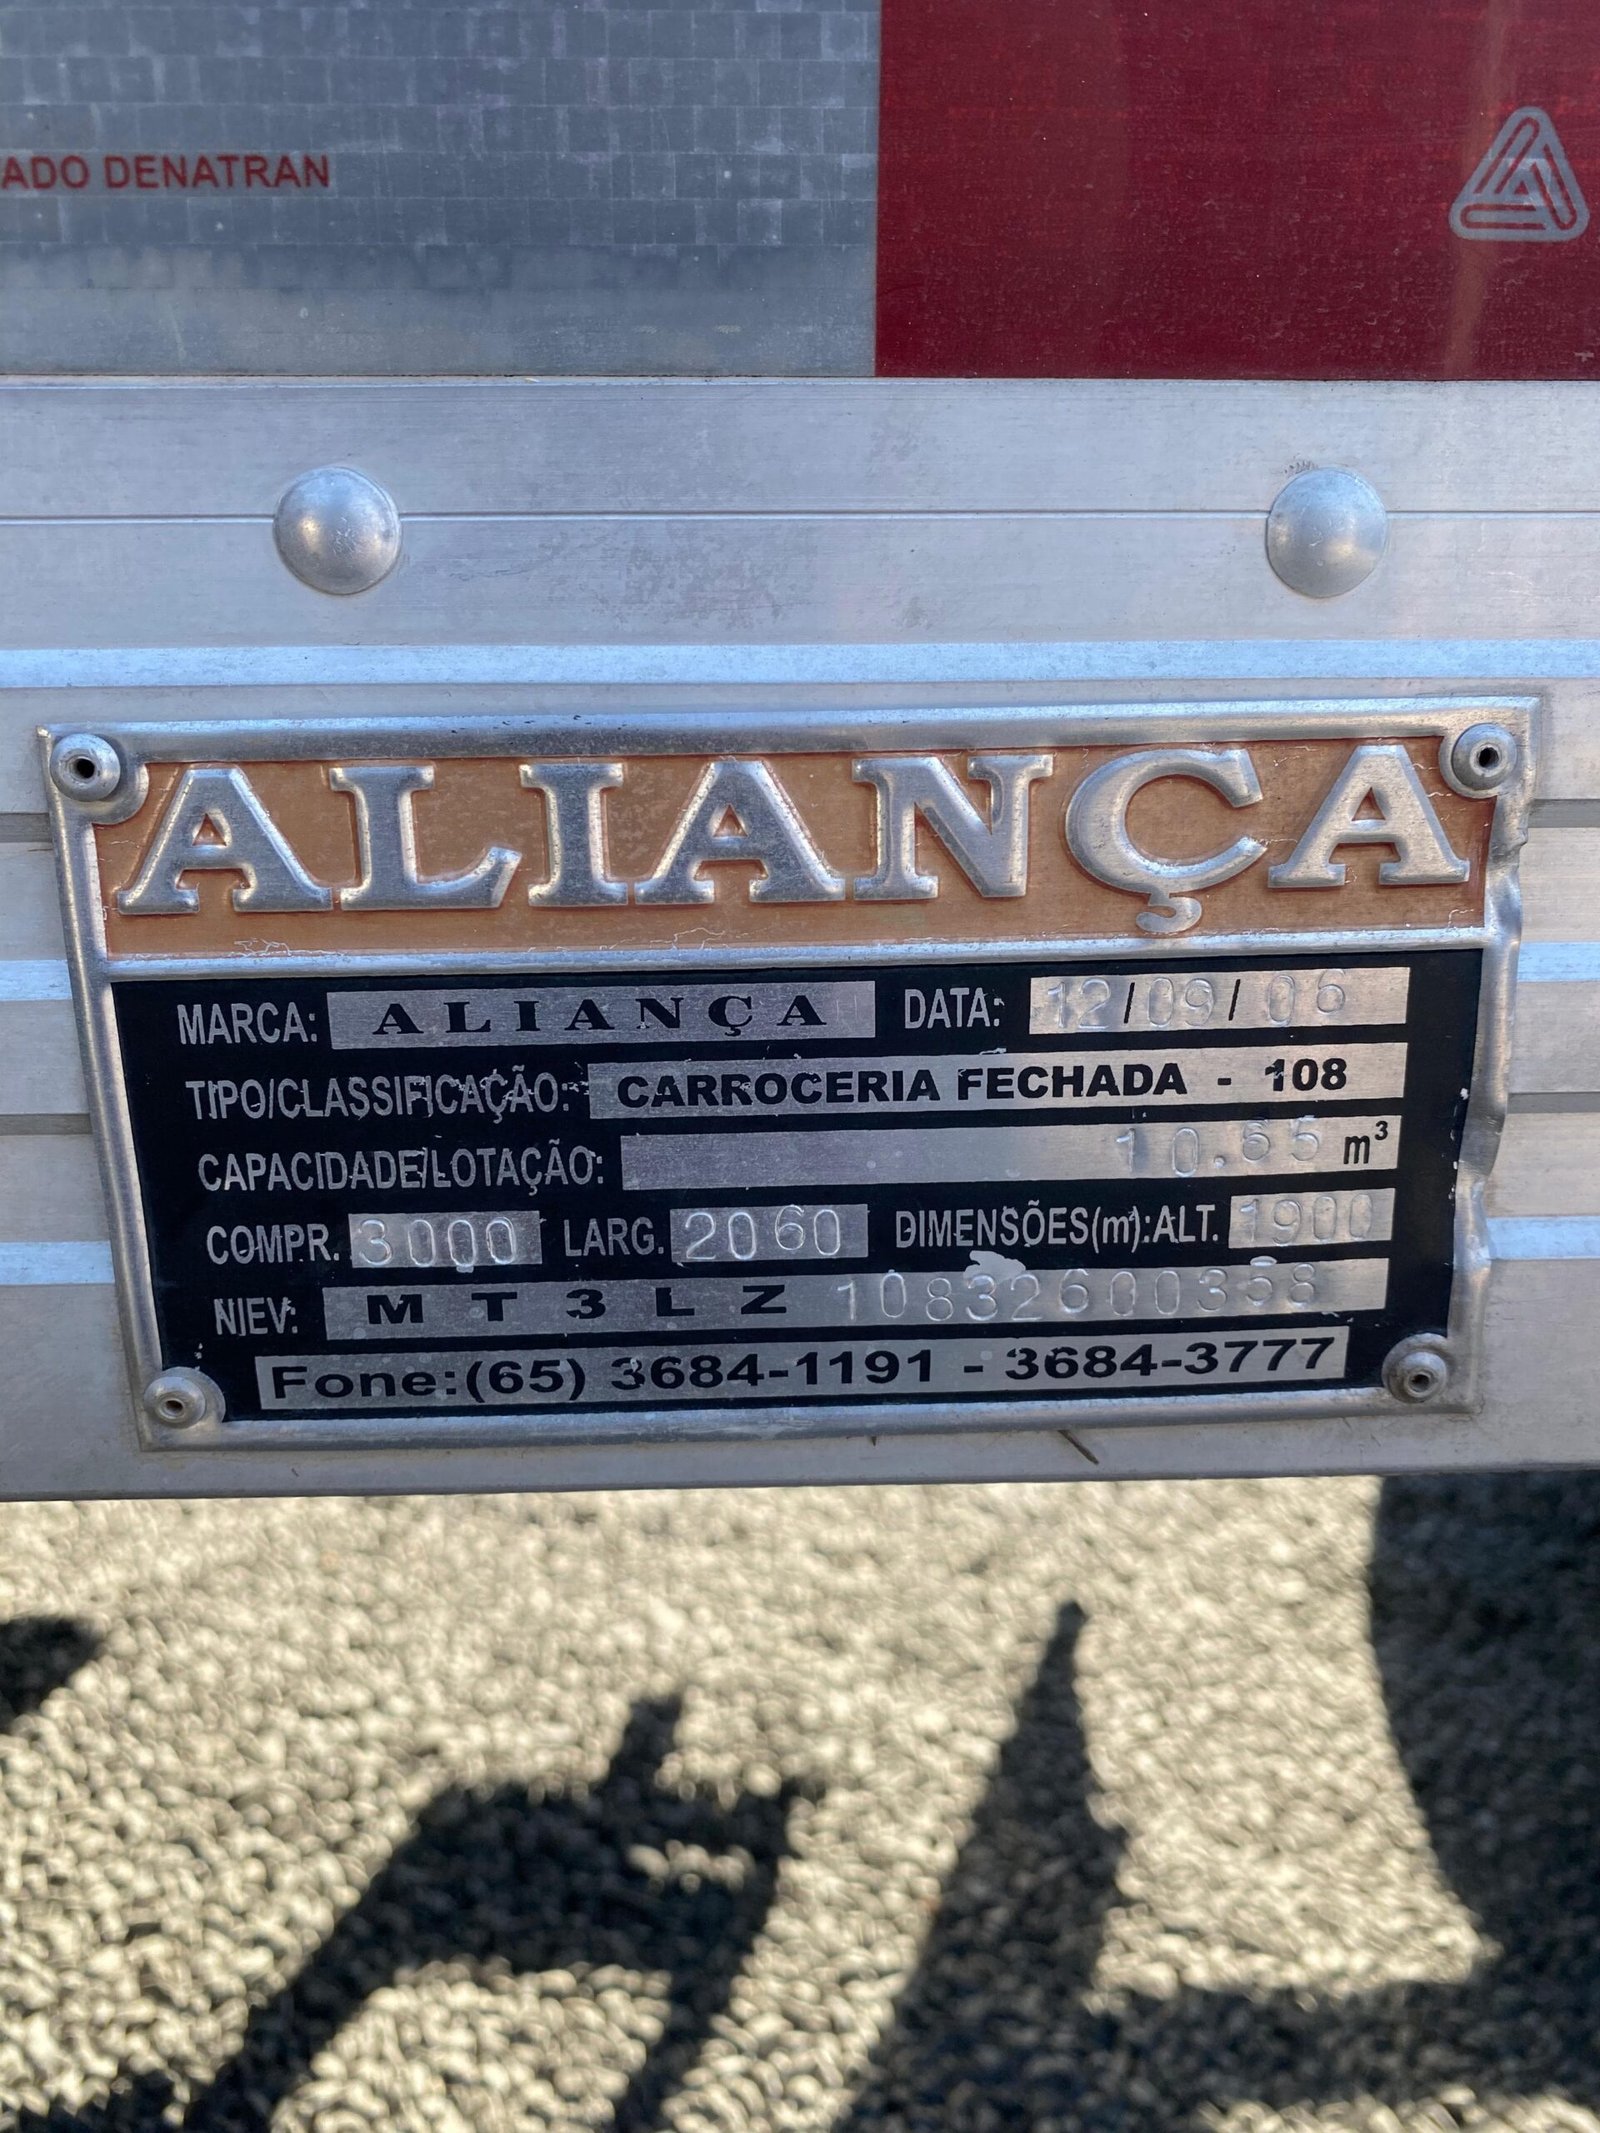 ADO DENATRAN
ALIANÇA
MARCA: ALIANÇA DATA: 12/09/06
TIPO/CLASSIFICAÇÃO: CARROCERIA FECHADA - 108
CAPACIDADE/LOTAÇÃO: 10.65 m³
COMPR. 3000 LARG. 2060 DIMENSÕES(m):ALT. 1900
NIEV: M T 3 L Z 10832600358
Fone:(65) 3684-1191 - 3684-3777